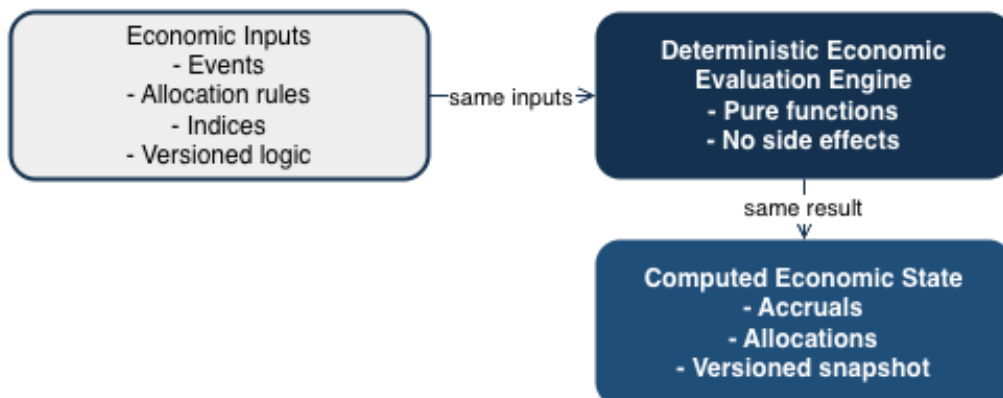 Economic Inputs
- Events
- Allocation rules
- Indices
- Versioned logic
same inputs
Deterministic Economic
Evaluation Engine
- Pure functions
- No side effects
same result
Computed Economic State
- Accruals
- Allocations
- Versioned snapshot